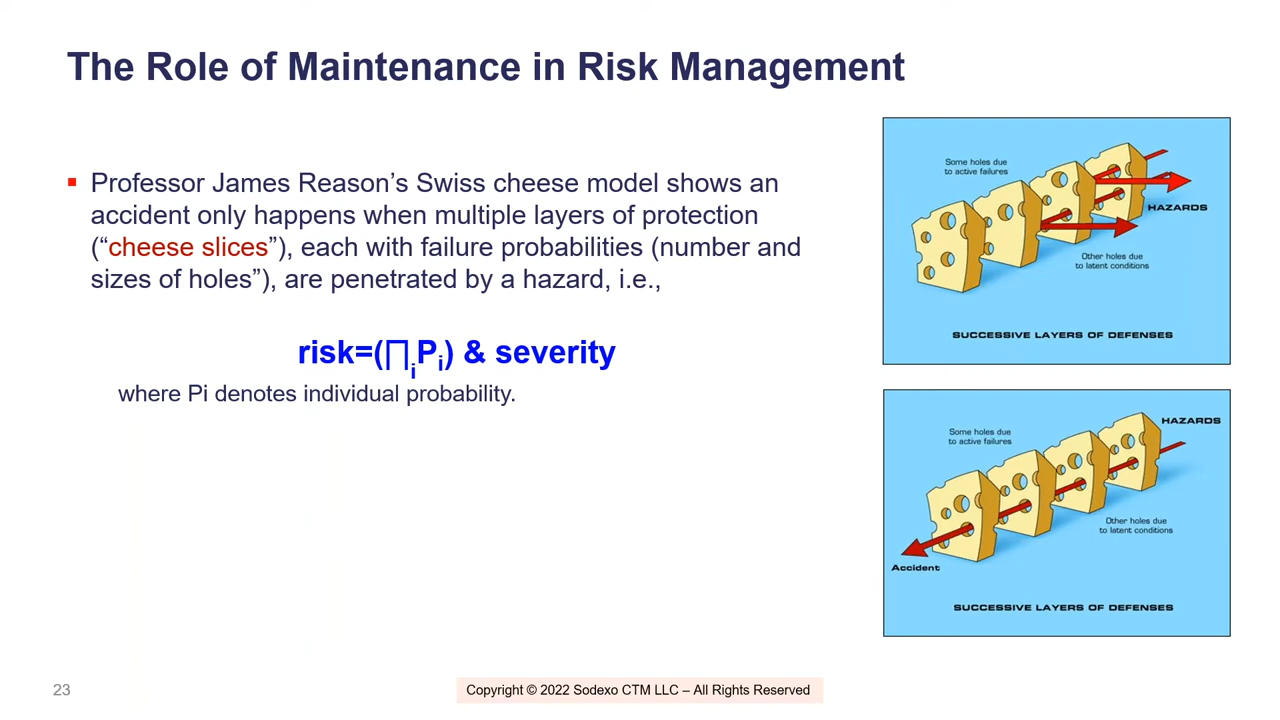 The Role of Maintenance in Risk Management
▪ Professor James Reason’s Swiss cheese model shows an
accident only happens when multiple layers of protection
(“cheese slices”), each with failure probabilities (number and
sizes of holes”), are penetrated by a hazard, i.e.,
risk=(∏iPi) & severity
where Pi denotes individual probability.
Some holes due
to active failures
HAZARDS
Other holes due
to latent conditions
SUCCESSIVE LAYERS OF DEFENSES
HAZARDS
Some holes due
to active failures
Other holes due
to latent conditions
Accident
SUCCESSIVE LAYERS OF DEFENSES
23
Copyright © 2022 Sodexo CTM LLC – All Rights Reserved